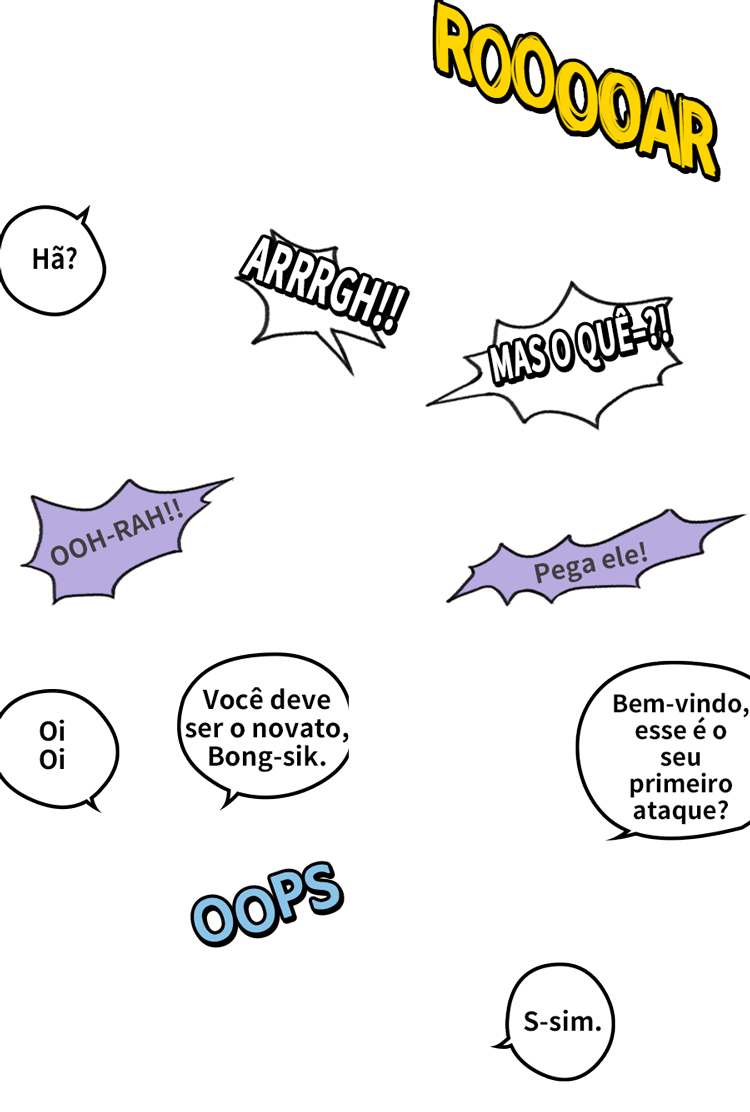 ROOOOAR
Hã?
ARRRGH!!
MAS O QUÊ-?!
OOH-RAH!!
Pega ele!
Oi
Oi
Você deve
ser o novato,
Bong-sik.
Bem-vindo,
esse é o
seu
primeiro
ataque?
OOPS
S-sim.